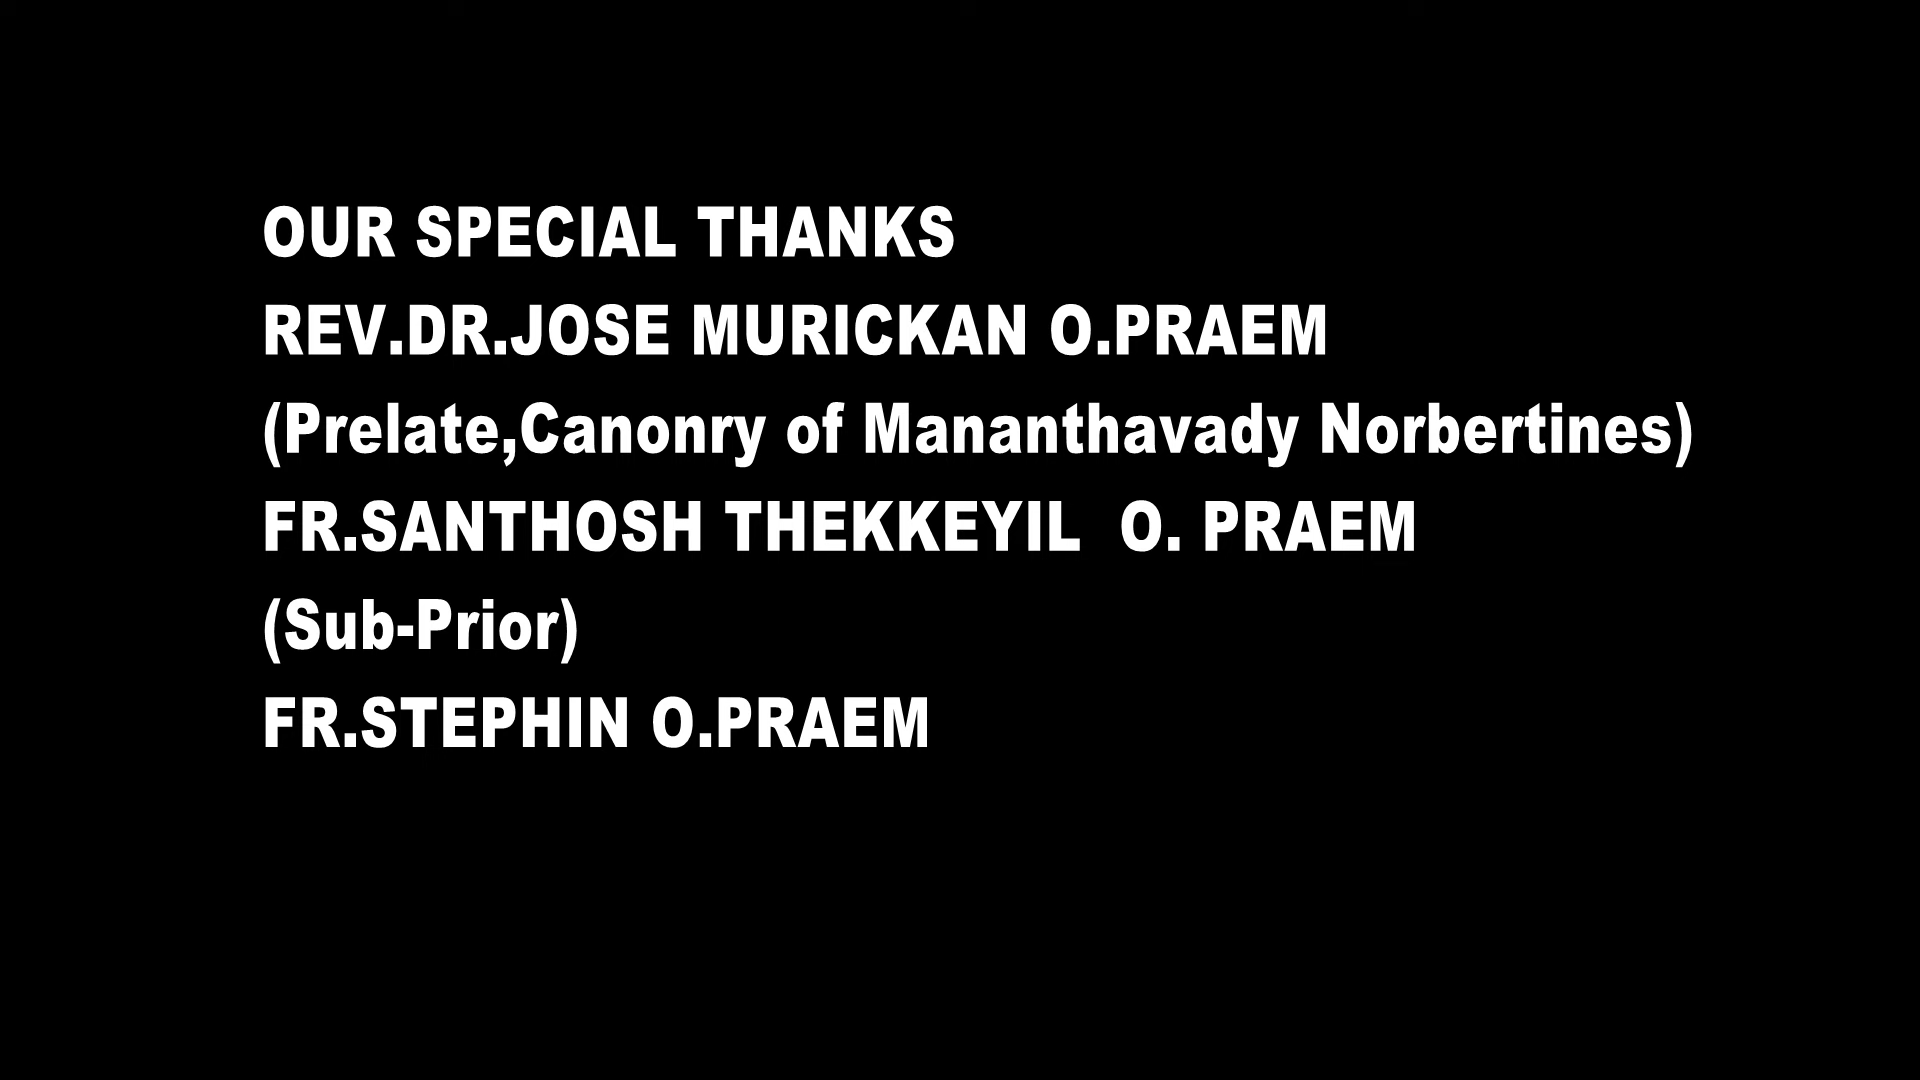 OUR SPECIAL THANKS
REV.DR.JOSE MURICKAN O.PRAEM
(Prelate,Canonry of Mananthavady Norbertines)
FR.SANTHOSH THEKKEYIL  O. PRAEM
(Sub-Prior)
FR.STEPHIN O.PRAEM